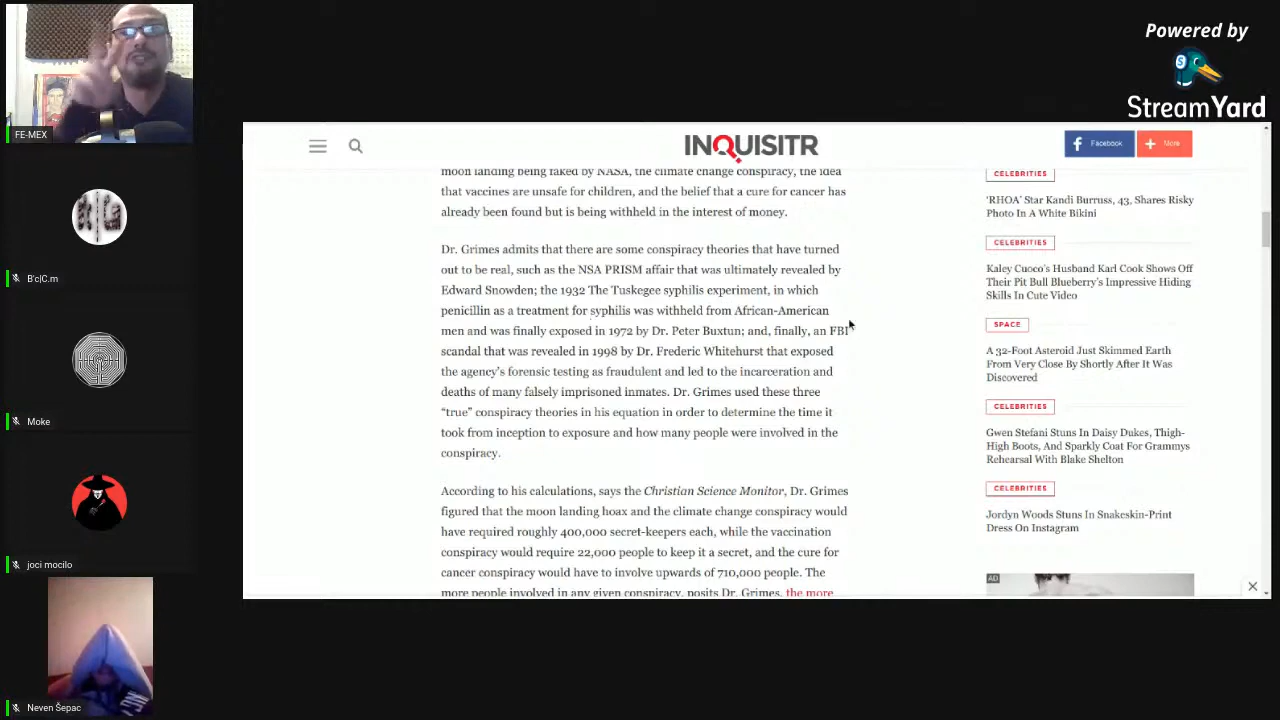 Powered by
StreamYard
FE-MEX
B'c|C.m
Moke
joci mocilo
Neven Šepac
INQUISITR
Facebook
More
moon landing being faked by NASA, the climate change conspiracy, the idea
that vaccines are unsafe for children, and the belief that a cure for cancer has
already been found but is being withheld in the interest of money.
Dr. Grimes admits that there are some conspiracy theories that have turned
out to be real, such as the NSA PRISM affair that was ultimately revealed by
Edward Snowden; the 1932 The Tuskegee syphilis experiment, in which
penicillin as a treatment for syphilis was withheld from African-American
men and was finally exposed in 1972 by Dr. Peter Buxtun; and, finally, an FBI
scandal that was revealed in 1998 by Dr. Frederic Whitehurst that exposed
the agency's forensic testing as fraudulent and led to the incarceration and
deaths of many falsely imprisoned inmates. Dr. Grimes used these three
“true” conspiracy theories in his equation in order to determine the time it
took from inception to exposure and how many people were involved in the
conspiracy.
According to his calculations, says the Christian Science Monitor, Dr. Grimes
figured that the moon landing hoax and the climate change conspiracy would
have required roughly 400,000 secret-keepers each, while the vaccination
conspiracy would require 22,000 people to keep it a secret, and the cure for
cancer conspiracy would have to involve upwards of 710,000 people. The
more people involved in any given conspiracy, posits Dr. Grimes, the more
CELEBRITIES
‘RHOA’ Star Kandi Burruss, 43, Shares Risky
Photo In A White Bikini
CELEBRITIES
Kaley Cuoco's Husband Karl Cook Shows Off
Their Pit Bull Blueberry's Impressive Hiding
Skills In Cute Video
SPACE
A 32-Foot Asteroid Just Skimmed Earth
From Very Close By Shortly After It Was
Discovered
CELEBRITIES
Gwen Stefani Stuns In Daisy Dukes, Thigh-
High Boots, And Sparkly Coat For Grammys
Rehearsal With Blake Shelton
CELEBRITIES
Jordyn Woods Stuns In Snakeskin-Print
Dress On Instagram
AD